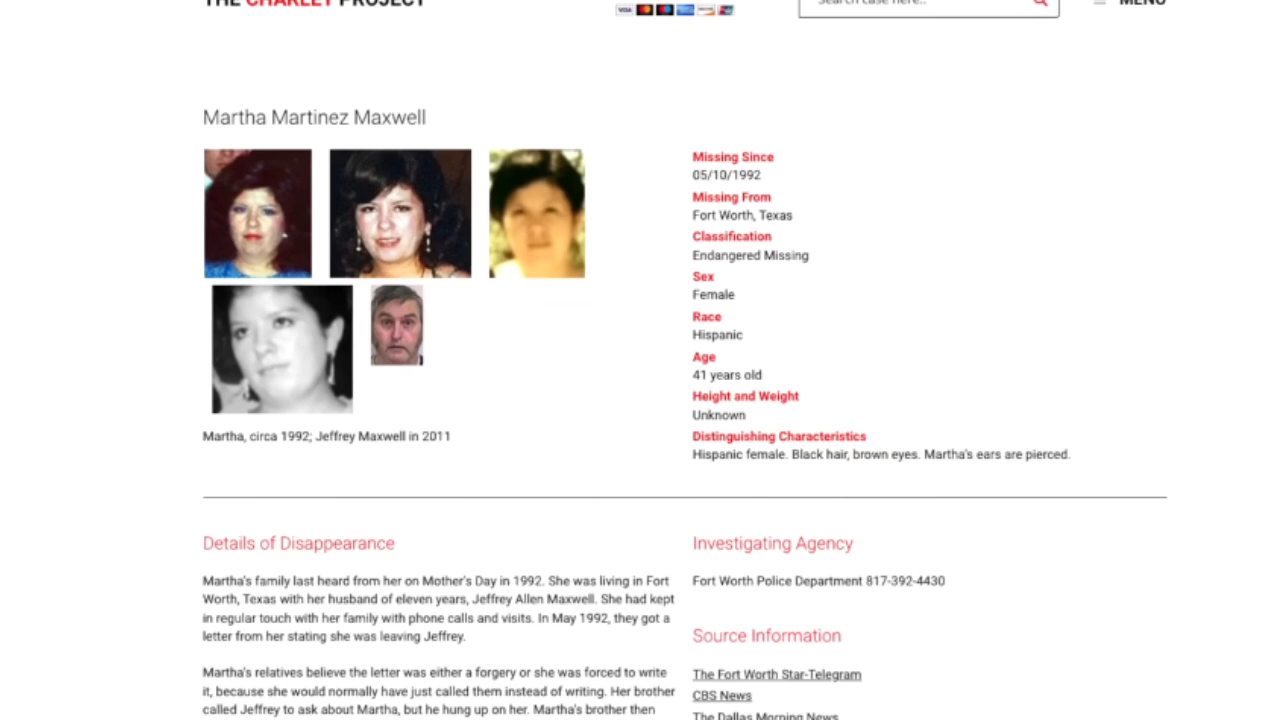 THE CHARLEY PROJECT
VISA
Search case here..
MENU
Martha Martinez Maxwell
Missing Since
05/10/1992
Missing From
Fort Worth, Texas
Classification
Endangered Missing
Sex
Female
Race
Hispanic
Age
41 years old
Height and Weight
Unknown
Distinguishing Characteristics
Hispanic female. Black hair, brown eyes. Martha's ears are pierced.
Martha, circa 1992; Jeffrey Maxwell in 2011
Details of Disappearance
Martha's family last heard from her on Mother's Day in 1992. She was living in Fort
Worth, Texas with her husband of eleven years, Jeffrey Allen Maxwell. She had kept
in regular touch with her family with phone calls and visits. In May 1992, they got a
letter from her stating she was leaving Jeffrey.
Martha's relatives believe the letter was either a forgery or she was forced to write
it, because she would normally have just called them instead of writing. Her brother
called Jeffrey to ask about Martha, but he hung up on her. Martha's brother then
Investigating Agency
Fort Worth Police Department 817-392-4430
Source Information
The Fort Worth Star-Telegram
CBS News
The Dallas Morning News